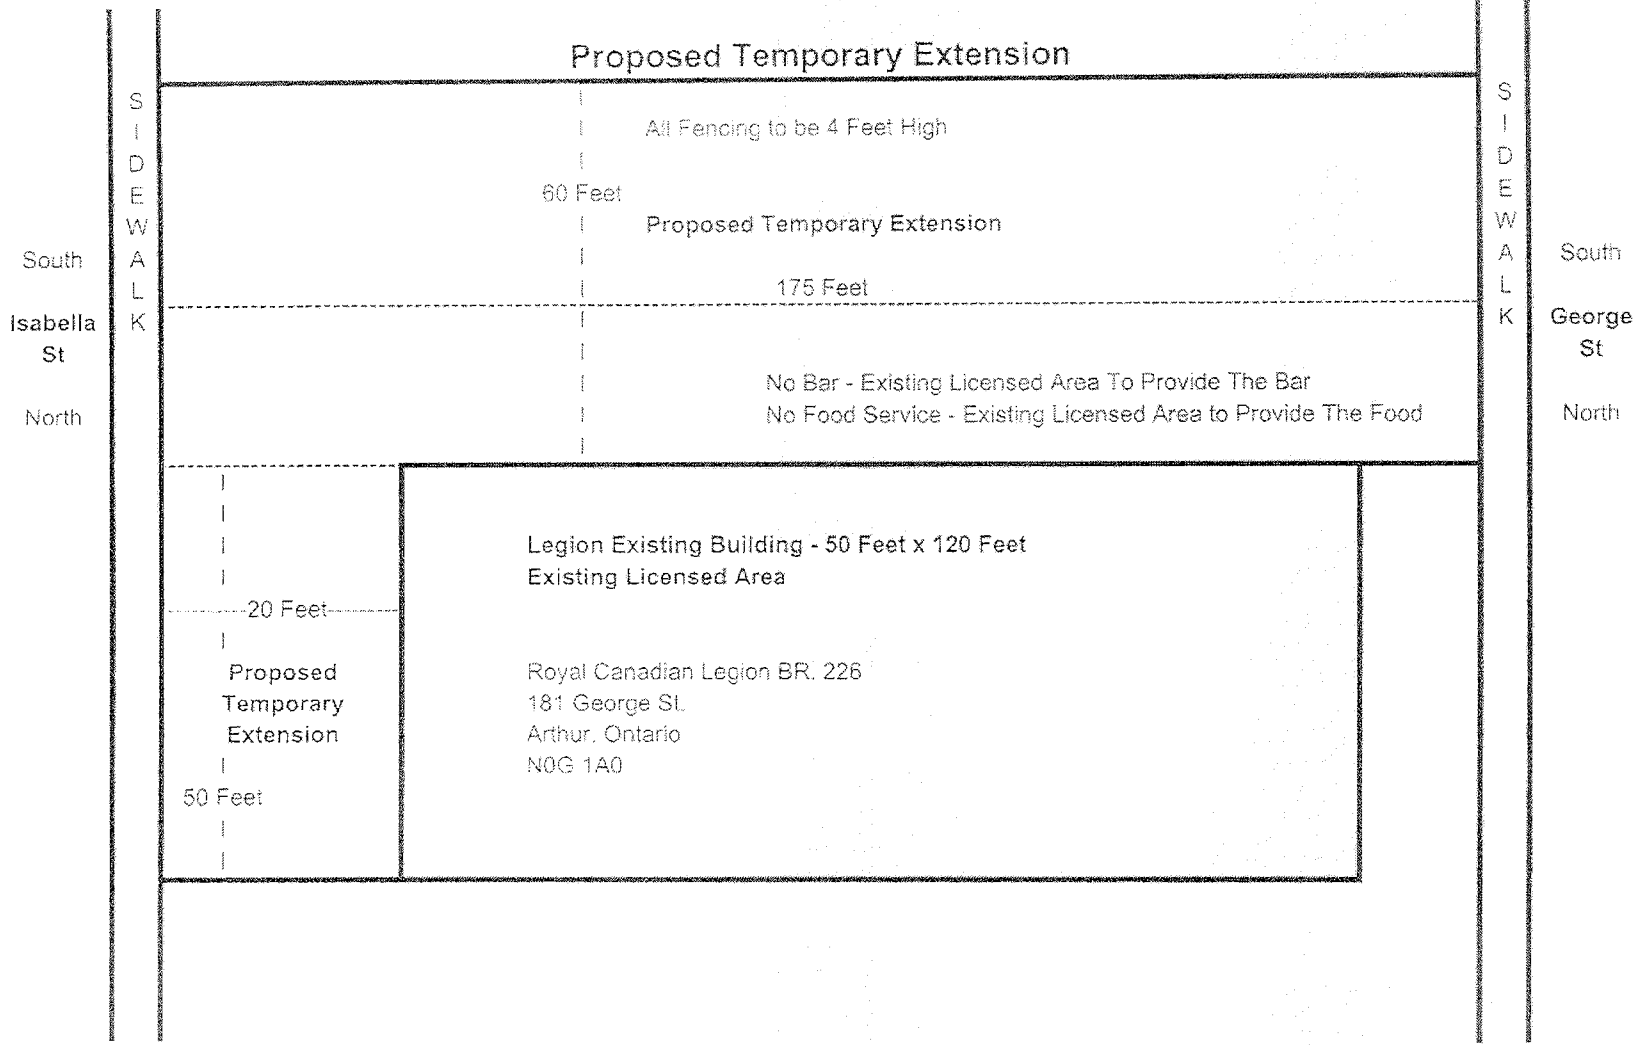 Proposed Temporary Extension
SIDEWALK
SIDEWALK
All Fencing to be 4 Feet High
60 Feet
Proposed Temporary Extension
South
South
175 Feet
Isabella
St
George
St
No Bar - Existing Licensed Area To Provide The Bar
No Food Service - Existing Licensed Area to Provide The Food
North
North
Legion Existing Building - 50 Feet x 120 Feet
Existing Licensed Area
20 Feet
Proposed
Temporary
Extension
50 Feet
Royal Canadian Legion BR. 226
181 George St.
Arthur, Ontario
N0G 1A0